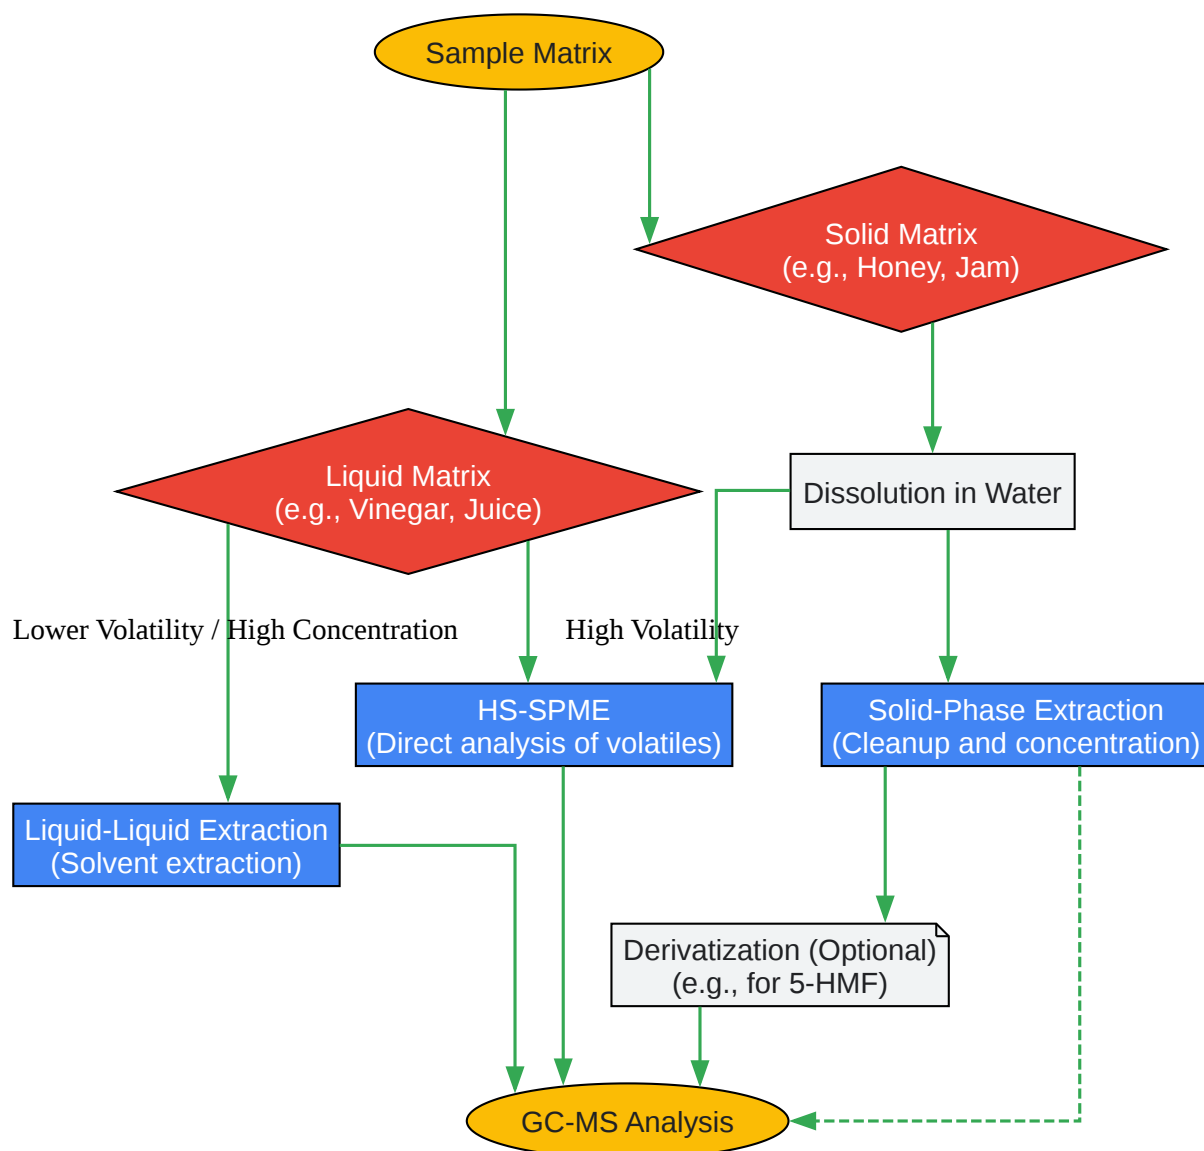 Sample Matrix
Solid Matrix
(e.g., Honey, Jam)
Liquid Matrix
(e.g., Vinegar, Juice)
Dissolution in Water
Lower Volatility / High Concentration
High Volatility
HS-SPME
(Direct analysis of volatiles)
Solid-Phase Extraction
(Cleanup and concentration)
Liquid-Liquid Extraction
(Solvent extraction)
Derivatization (Optional)
(e.g., for 5-HMF)
GC-MS Analysis